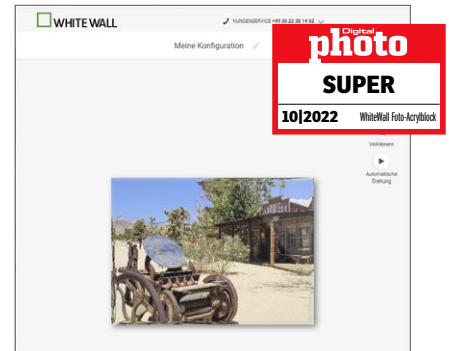 WHITE WALL
KUNDENSERVICE +49 30 22 38 14 92
Meine Konfiguration
Digital
photo
SUPER
10|2022 WhiteWall Foto-Acrylblock
Verkleinern
Automatische
Drehung